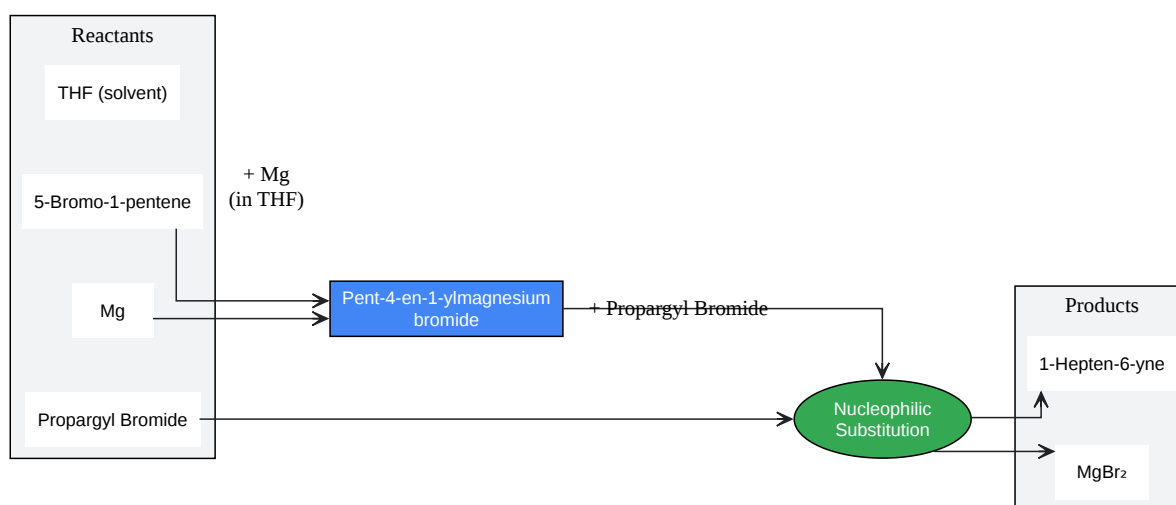 Reactants
THF (solvent)
5-Bromo-1-pentene
+ Mg
(in THF)
Mg
Pent-4-en-1-ylmagnesium
bromide
+ Propargyl Bromide
Propargyl Bromide
Nucleophilic
Substitution
Products
1-Hepten-6-yne
MgBr₂